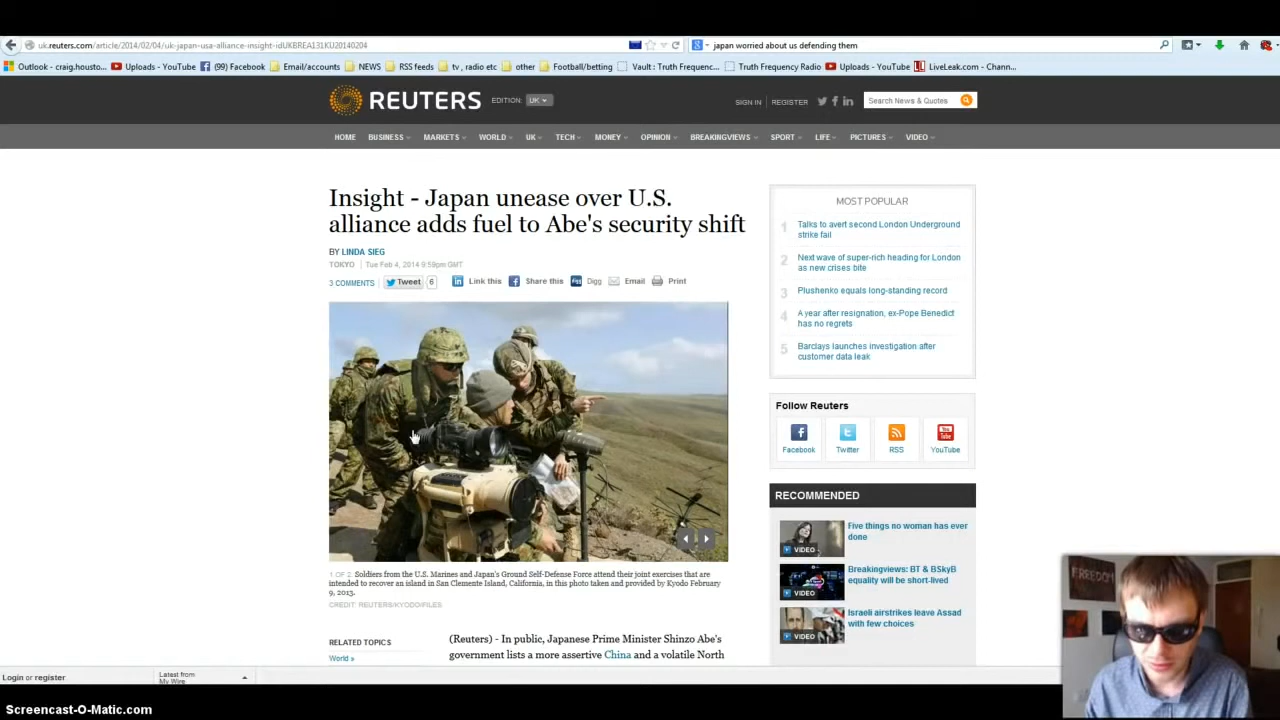 uk.reuters.com/article/2014/02/04/uk-japan-usa-alliance-insight-idUKBREA131KU20140204
japan worried about us defending them
Outlook - craig.housto...
Uploads - YouTube
(99) Facebook
Email/accounts
NEWS
RSS feeds
tv , radio etc
other
Football/betting
Vault : Truth Frequenc...
Truth Frequency Radio
Uploads - YouTube
LiveLeak.com - Chann...
REUTERS
EDITION:
UK
SIGN IN
REGISTER
Search News & Quotes
HOME
BUSINESS
MARKETS
WORLD
UK
TECH
MONEY
OPINION
BREAKINGVIEWS
SPORT
LIFE
PICTURES
VIDEO
Insight - Japan unease over U.S.
alliance adds fuel to Abe's security shift
BY LINDA SIEG
TOKYO | Tue Feb 4, 2014 9:59pm GMT
3 COMMENTS
Tweet
6
Link this
Share this
Digg
Email
Print
1 OF 2. Soldiers from the U.S. Marines and Japan's Ground Self-Defense Force attend their joint exercises that are
intended to recover an island in San Clemente Island, California, in this photo taken and provided by Kyodo February
9, 2013.
CREDIT: REUTERS/KYODO/FILES
RELATED TOPICS
World »
(Reuters) - In public, Japanese Prime Minister Shinzo Abe's
government lists a more assertive China and a volatile North
MOST POPULAR
1
Talks to avert second London Underground
strike fail
2
Next wave of super-rich heading for London
as new crises bite
3
Plushenko equals long-standing record
4
A year after resignation, ex-Pope Benedict
has no regrets
5
Barclays launches investigation after
customer data leak
Follow Reuters
Facebook
Twitter
RSS
YouTube
RECOMMENDED
Five things no woman has ever
done
VIDEO
Breakingviews: BT & BSkyB
equality will be short-lived
VIDEO
Israeli airstrikes leave Assad
with few choices
VIDEO
FREEDOM
Login or register
Latest from
My Wire
Screencast-O-Matic.com